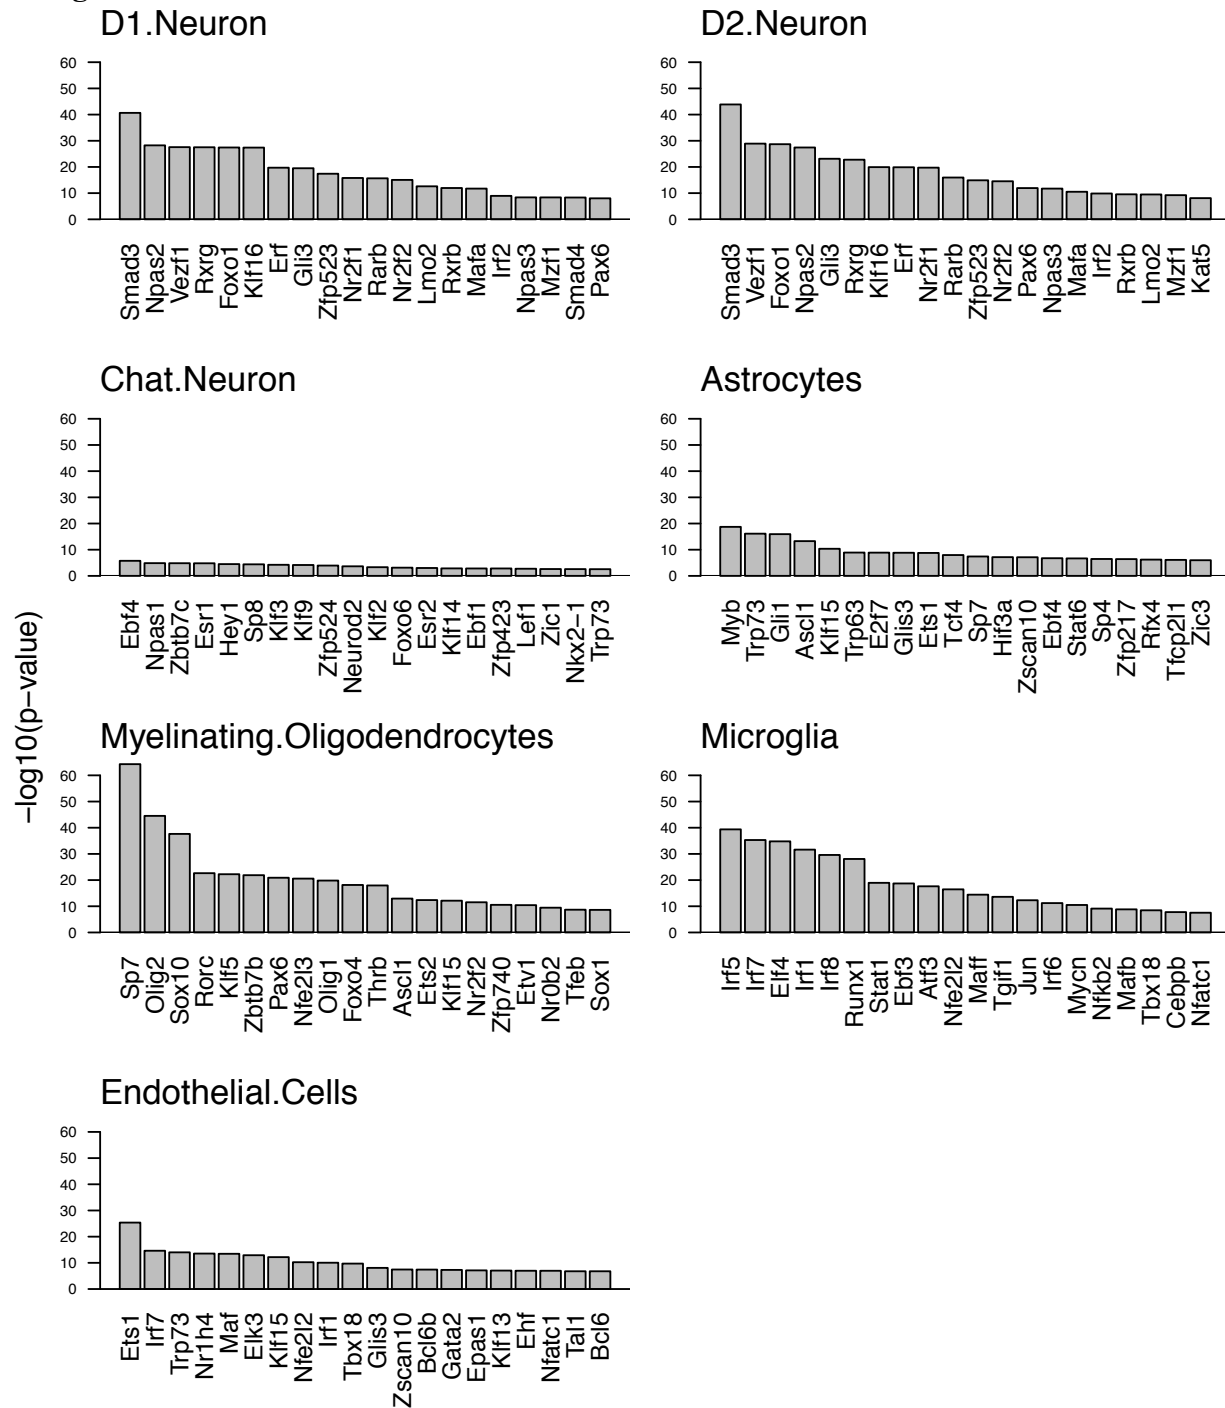 D1.Neuron
60
50
40
30
20
10
0
Smad3
Npas2
Vezf1
Rxrg
Foxo1
Klf16
Erf
Gli3
Zfp523
Nr2f1
Rarb
Nr2f2
Lmo2
Rxrb
Mafa
Irf2
Npas3
Mzf1
Smad4
Pax6
D2.Neuron
60
50
40
30
20
10
0
Smad3
Vezf1
Foxo1
Npas2
Gli3
Rxrg
Klf16
Erf
Nr2f1
Rarb
Zfp523
Nr2f2
Pax6
Npas3
Mafa
Irf2
Rxrb
Lmo2
Mzf1
Kat5
Chat.Neuron
60
50
40
30
20
10
0
Ebf4
Npas1
Zbtb7c
Esr1
Hey1
Sp8
Klf3
Klf9
Zfp524
Neurod2
Klf2
Foxo6
Esr2
Klf14
Ebf1
Zfp423
Lef1
Zic1
Nkx2−1
Trp73
Astrocytes
60
50
40
30
20
10
0
Myb
Trp73
Gli1
Ascl1
Klf15
Trp63
E2f7
Glis3
Ets1
Tcf4
Sp7
Hif3a
Zscan10
Ebf4
Stat6
Sp4
Zfp217
Rfx4
Tfcp2l1
Zic3
−log10(p−value)
Myelinating.Oligodendrocytes
60
50
40
30
20
10
0
Sp7
Olig2
Sox10
Rorc
Klf5
Zbtb7b
Pax6
Nfe2l3
Olig1
Foxo4
Thrb
Ascl1
Ets2
Klf15
Nr2f2
Zfp740
Etv1
Nr0b2
Tfeb
Sox1
Microglia
60
50
40
30
20
10
0
Irf5
Irf7
Elf4
Irf1
Irf8
Runx1
Stat1
Ebf3
Atf3
Nfe2l2
Maff
Tgif1
Jun
Irf6
Mycn
Nfkb2
Mafb
Tbx18
Cebpb
Nfatc1
Endothelial.Cells
60
50
40
30
20
10
0
Ets1
Irf7
Trp73
Nr1h4
Maf
Elk3
Klf15
Nfe2l2
Irf1
Tbx18
Glis3
Zscan10
Bcl6b
Gata2
Epas1
Klf13
Ehf
Nfatc1
Tal1
Bcl6